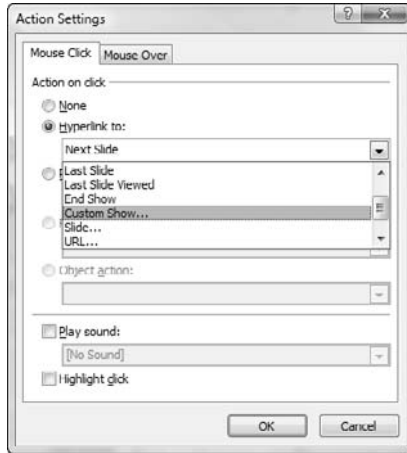 Action Settings
Mouse Click
Mouse Over
Action on click
None
Hyperlink to:
Next Slide
Last Slide
Last Slide Viewed
End Show
Custom Show...
Slide...
URL...
Object action:
Play sound:
[No Sound]
Highlight click
OK
Cancel